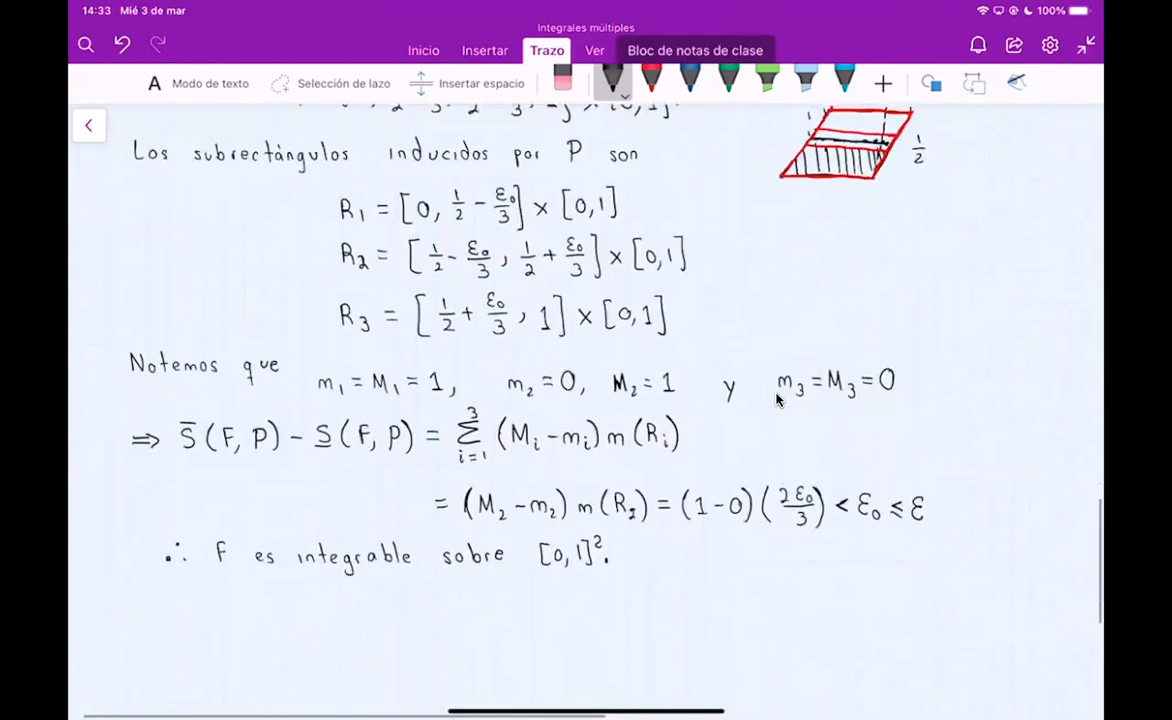 14:33 Mié 3 de mar
100%
Integrales múltiples
Inicio Insertar Trazo Ver Bloc de notas de clase
A Modo de texto Selección de lazo Insertar espacio
Los subrectángulos inducidos por P son
1/2
R₁ = [0, 1/2 - ε₀/3] × [0,1]
R₂ = [1/2 - ε₀/3, 1/2 + ε₀/3] × [0,1]
R₃ = [1/2 + ε₀/3, 1] × [0,1]
Notemos que
m₁ = M₁ = 1, m₂ = 0, M₂ = 1 y m₃ = M₃ = 0
⇒ S̅(F,P) - S̲(F,P) = Σ_{i=1}^{3} (Mᵢ - mᵢ) m(Rᵢ)
= (M₂ - m₂) m(R₂) = (1-0)(2ε₀/3) < ε₀ ≤ ε
∴ F es integrable sobre [0,1]².